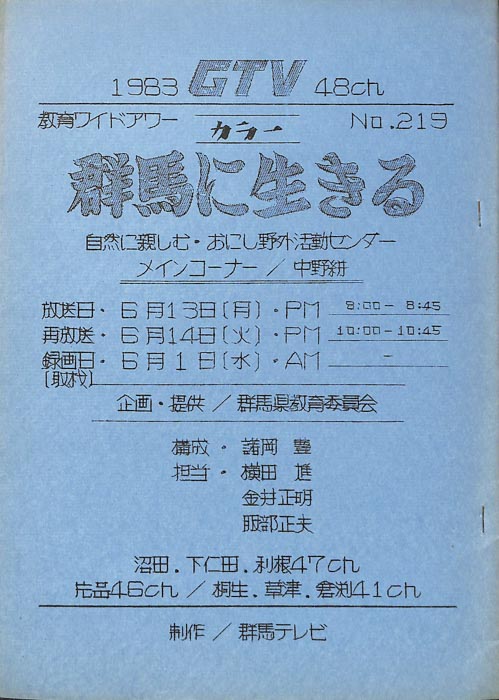 1983 GTV 48ch
教育ワイドアワー カラー No.219
群馬に生きる
自然に親しむ・おにし野外活動センター
メインコーナー / 中野絣
放送日・6月13日(月)・PM 8:00-8:45
再放送・6月14日(火)・PM 10:00-10:45
録画日・6月1日(水)・AM -
(取材)
企画・提供 / 群馬県教育委員会
構成・諸岡 豊
担当・横田 進
金井正明
服部正夫
沼田.下仁田.利根47ch
片品46ch / 桐生.草津.倉渕41ch
制作 / 群馬テレビ